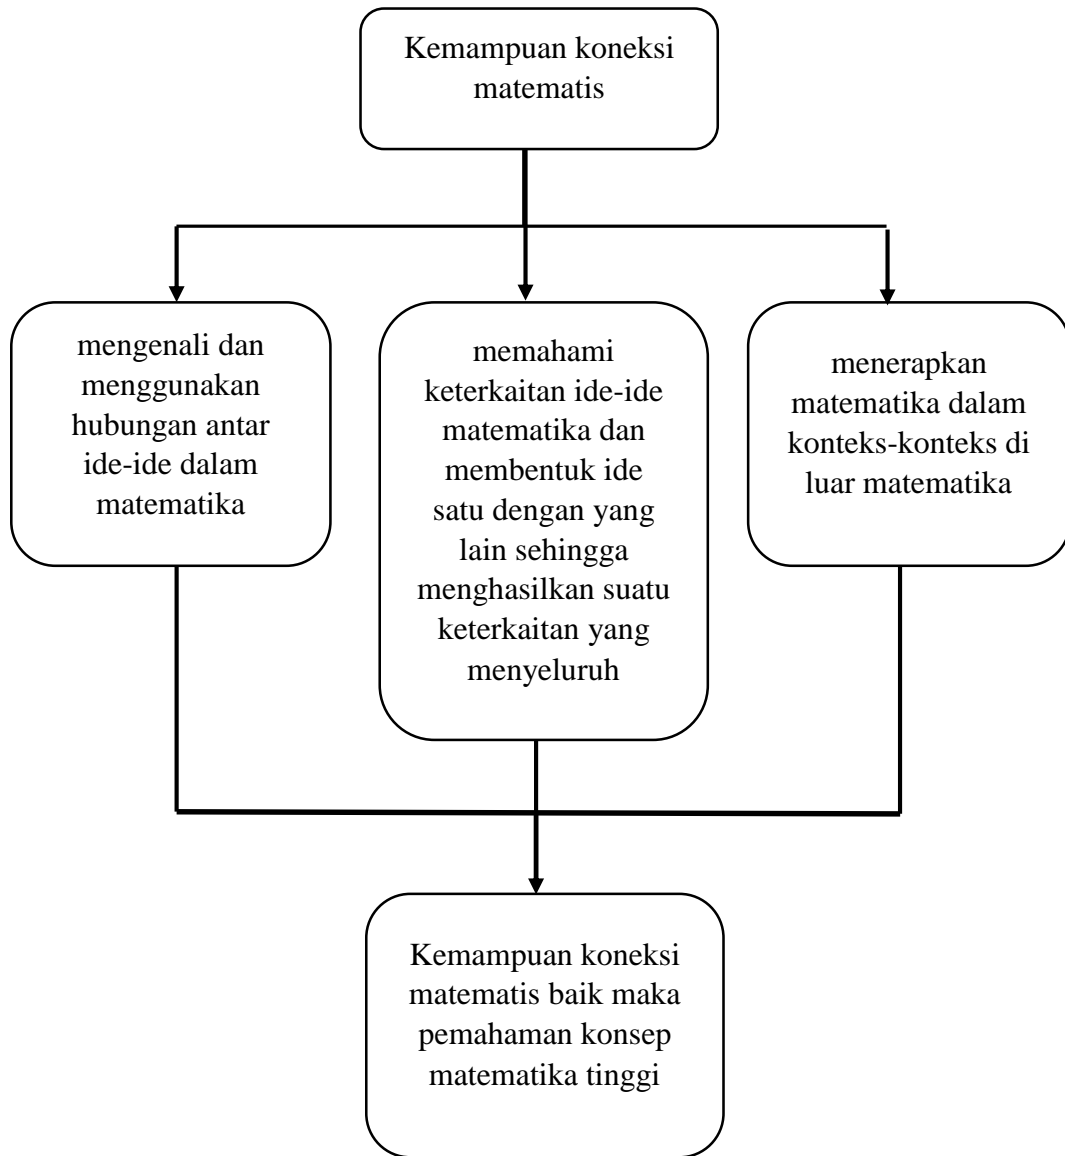 Kemampuan koneksi
matematis
mengenali dan
menggunakan
hubungan antar
ide-ide dalam
matematika
memahami
keterkaitan ide-ide
matematika dan
membentuk ide
satu dengan yang
lain sehingga
menghasilkan suatu
keterkaitan yang
menyeluruh
menerapkan
matematika dalam
konteks-konteks di
luar matematika
Kemampuan koneksi
matematis baik maka
pemahaman konsep
matematika tinggi